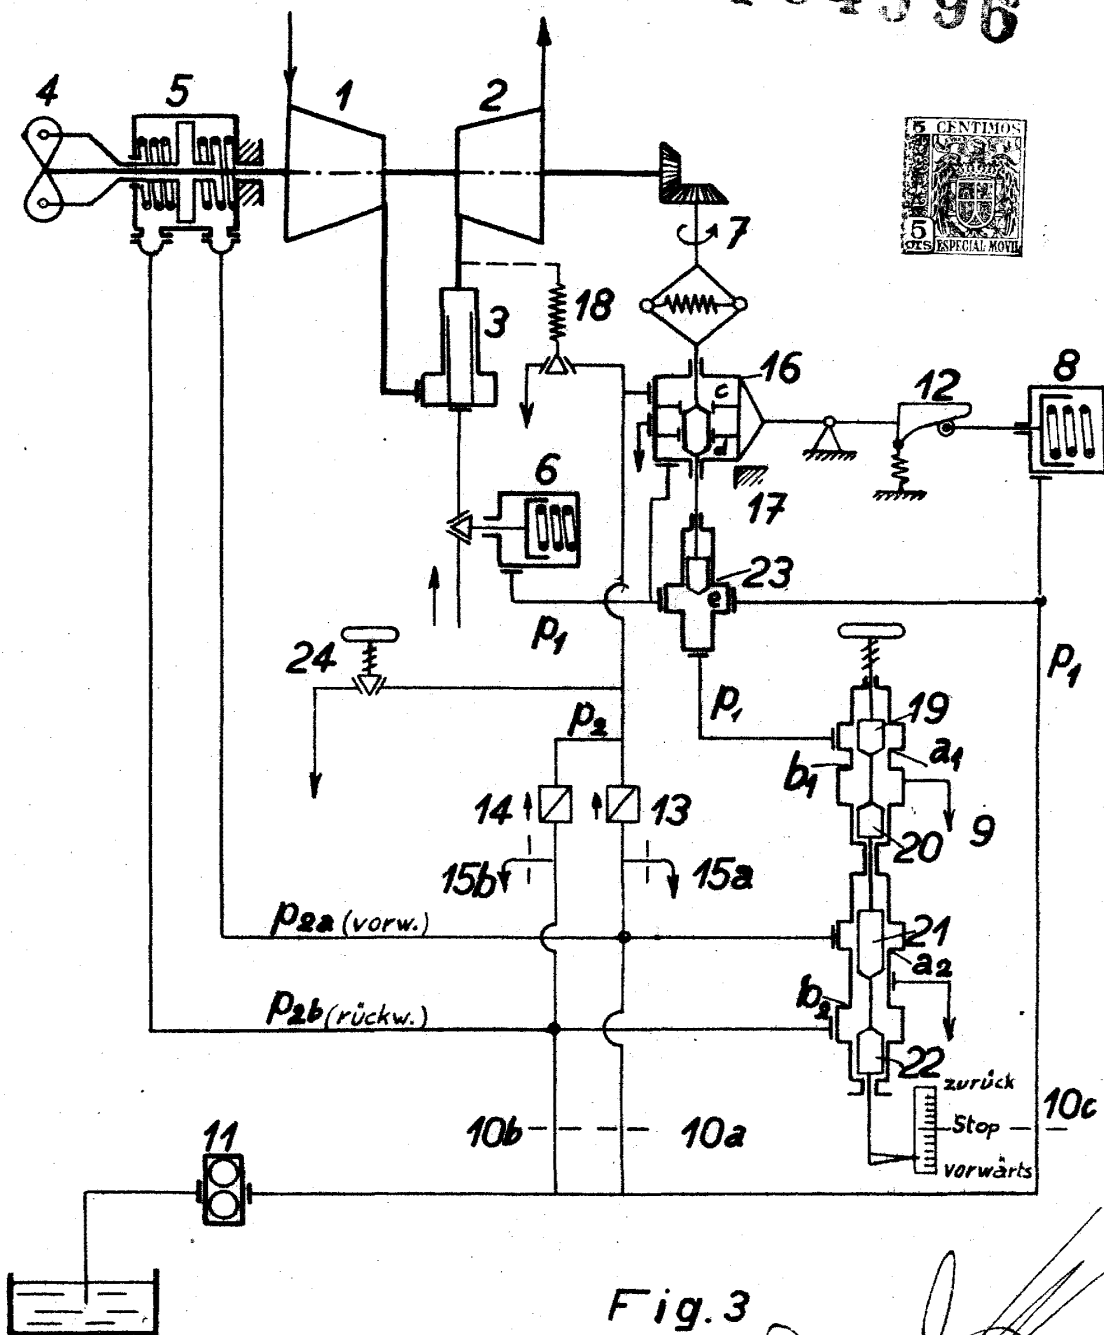 4
5
1
2
5 CENTIMOS
5
CTS
ESPECIAL MOVIL
7
3
18
16
c
12
8
d
6
17
23
e
p₁
24
p₁
p₁
p₂
19
a₁
b₁
14
13
9
20
15b
15a
p₂a (vorw.)
21
a₂
b₂
p₂b (rückw.)
22
zurück
10c
11
10b
10a
Stop
vorwärts
Fig. 3